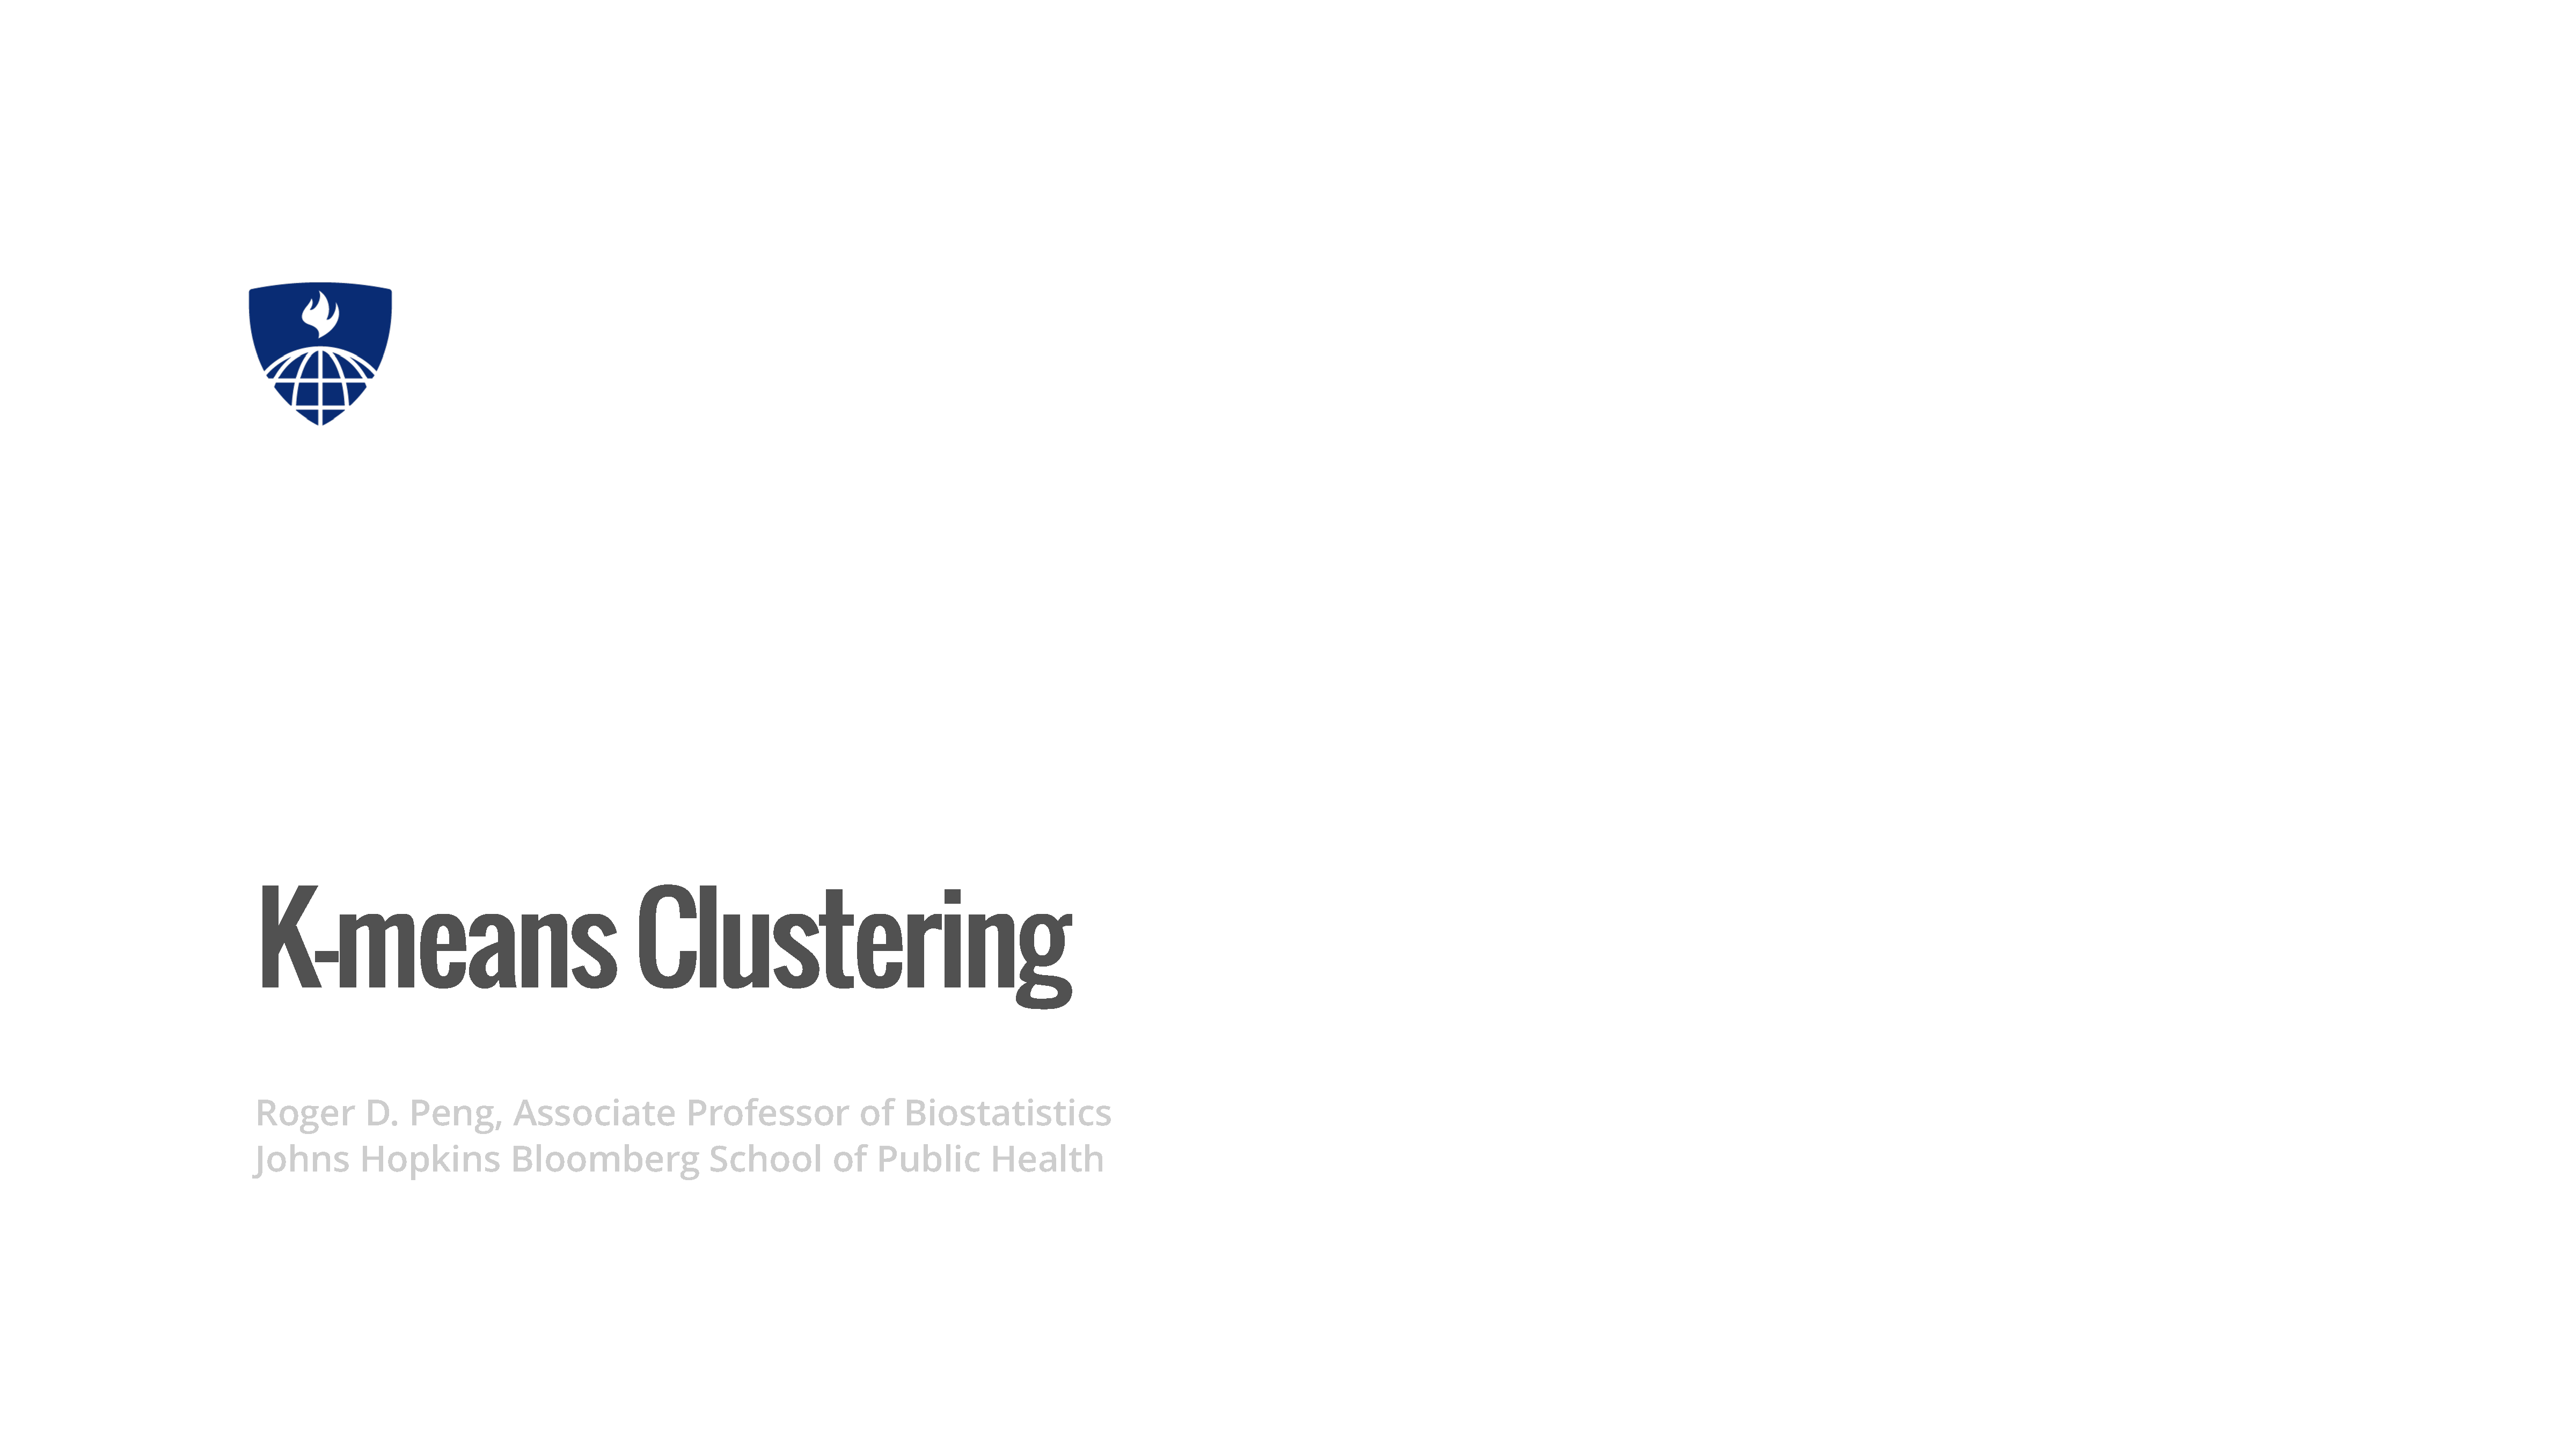 K-means Clustering
Roger D. Peng, Associate Professor of Biostatistics
Johns Hopkins Bloomberg School of Public Health